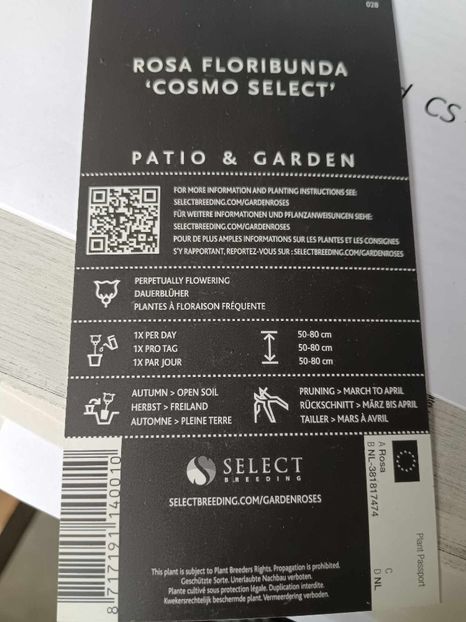 028
ROSA FLORIBUNDA
‘COSMO SELECT’
CS
PATIO & GARDEN
FOR MORE INFORMATION AND PLANTING INSTRUCTIONS SEE:
SELECTBREEDING.COM/GARDENROSES
FÜR WEITERE INFORMATIONEN UND PFLANZANWEISUNGEN SIEHE:
SELECTBREEDING.COM/GARDENROSES
POUR DE PLUS AMPLES INFORMATIONS SUR LES PLANTES ET LES CONSIGNES
S'Y RAPPORTANT, REPORTEZ-VOUS SUR : SELECTBREEDING.COM/GARDENROSES
PERPETUALLY FLOWERING
DAUERBLÜHER
PLANTES À FLORAISON FRÉQUENTE
1X PER DAY
1X PRO TAG
1X PAR JOUR
50-80 cm
50-80 cm
50-80 cm
AUTUMN > OPEN SOIL
HERBST > FREILAND
AUTOMNE > PLEINE TERRE
PRUNING > MARCH TO APRIL
RÜCKSCHNITT > MÄRZ BIS APRIL
TAILLER > MARS À AVRIL
SELECT
BREEDING
SELECTBREEDING.COM/GARDENROSES
This plant is subject to Plant Breeders Rights. Propagation is prohibited.
Geschützte Sorte. Unerlaubte Nachbau verboten.
Plante cultivé sous protection légale. Duplication interdite.
Kwekersrechtelijk beschermde plant. Vermeerdering verboden.
8 717191 140010
Plant Passport
A Rosa
B NL-381817474
C
D NL